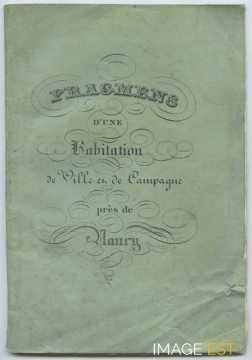 FRAGMENS
D'UNE
Habitation
de Ville et de Campagne
près de
Nancy
IMAGE'EST